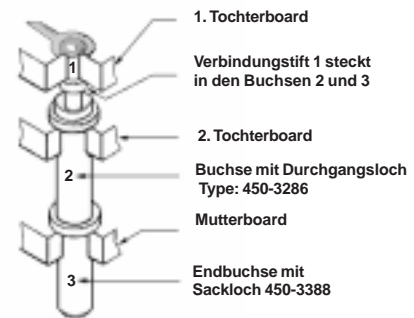 1. Tochterboard
1
Verbindungstift 1 steckt
in den Buchsen 2 und 3
2. Tochterboard
2
Buchse mit Durchgangsloch
Type: 450-3286
Mutterboard
3
Endbuchse mit
Sackloch 450-3388